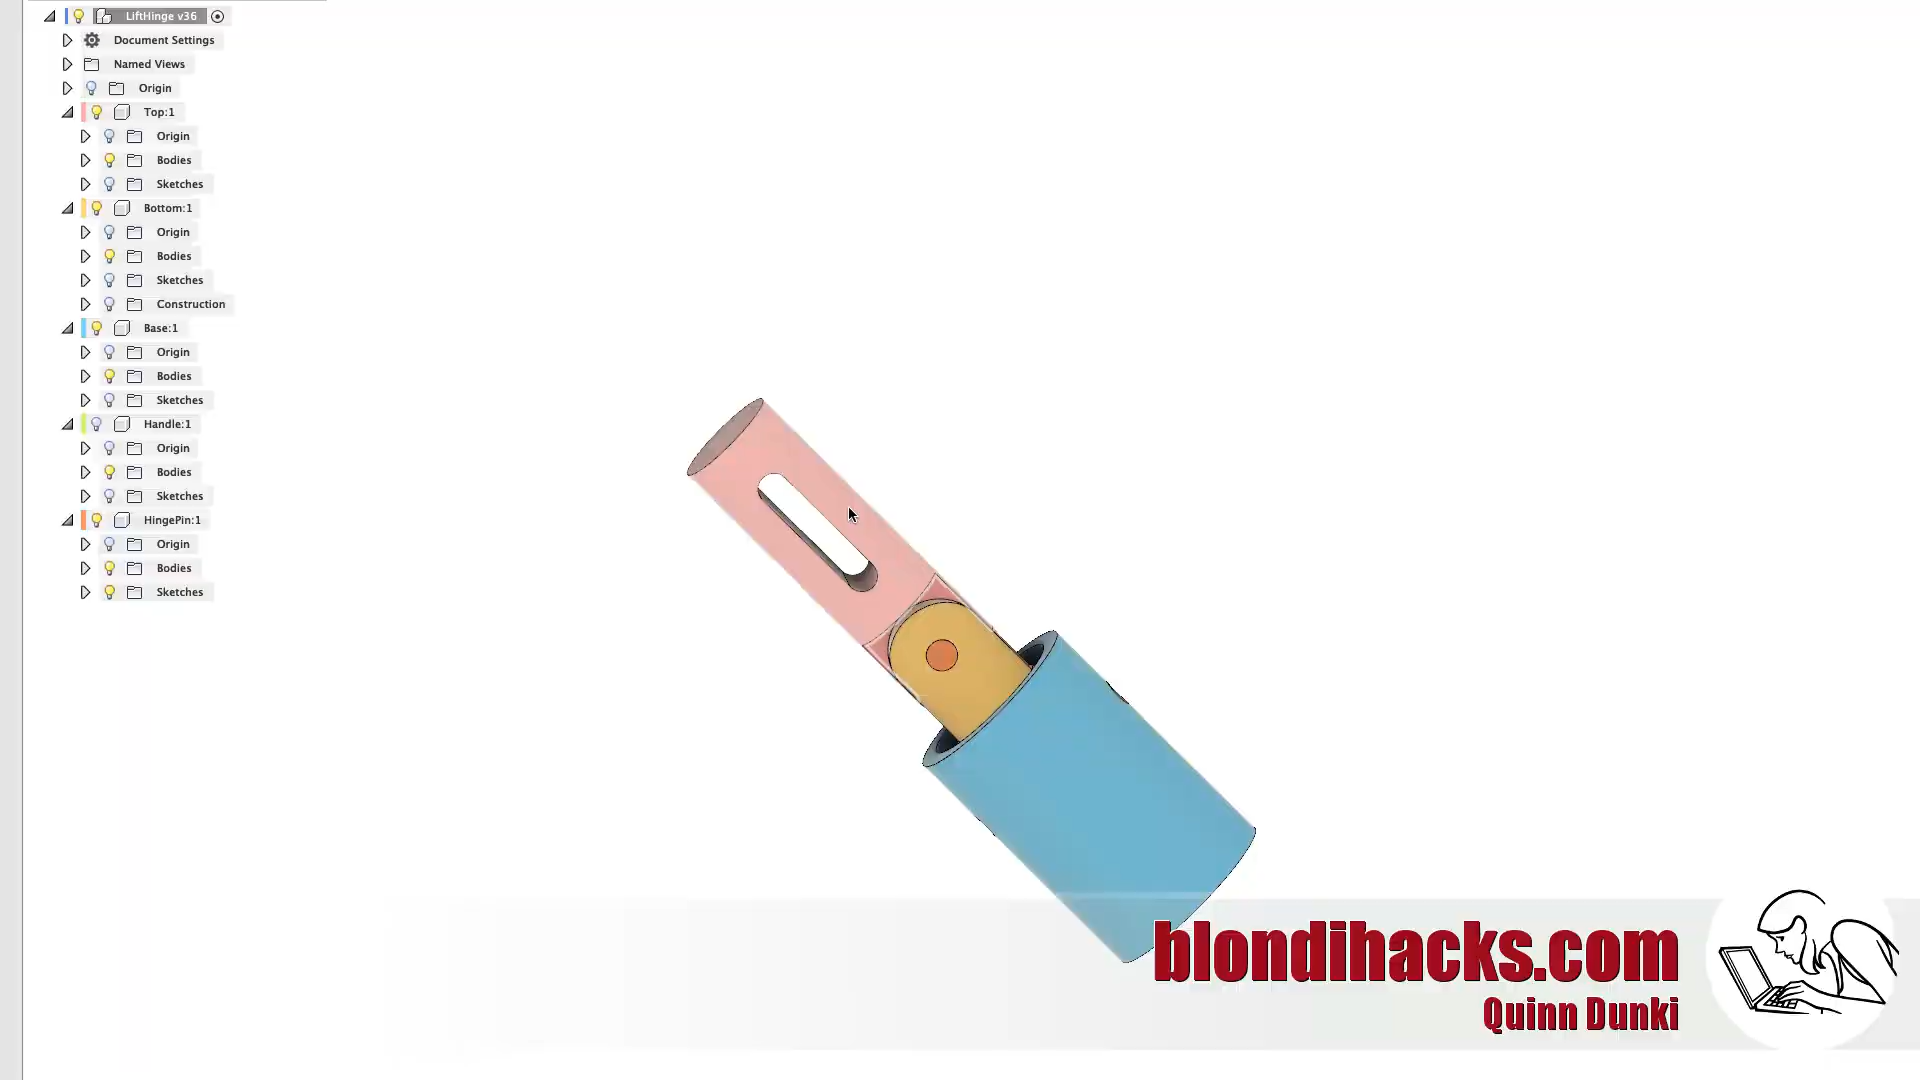 LiftHinge v36
Document Settings
Named Views
Origin
Top:1
Origin
Bodies
Sketches
Bottom:1
Origin
Bodies
Sketches
Construction
Base:1
Origin
Bodies
Sketches
Handle:1
Origin
Bodies
Sketches
HingePin:1
Origin
Bodies
Sketches
blondihacks.com
Quinn Dunki